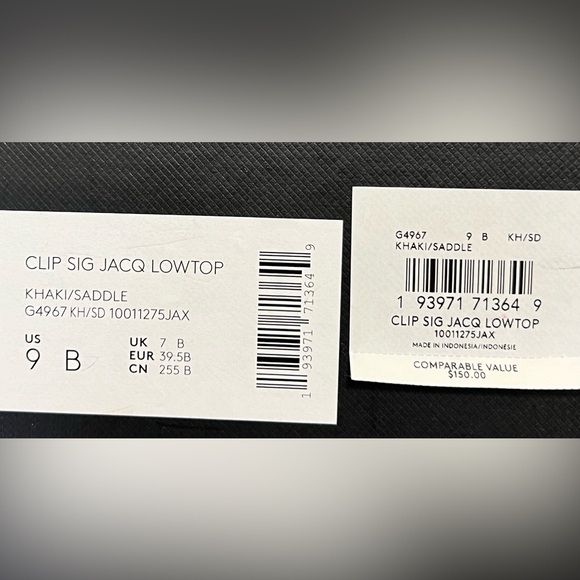 CLIP SIG JACQ LOWTOP
KHAKI/SADDLE
G4967 KH/SD 10011275JAX
US
9 B
UK 7 B
EUR 39.5B
CN 255 B
1 93971 71364 9
G4967 9 B KH/SD
KHAKI/SADDLE
1 93971 71364 9
CLIP SIG JACQ LOWTOP
10011275JAX
MADE IN INDONESIA/INDONÉSIE
COMPARABLE VALUE
$150.00